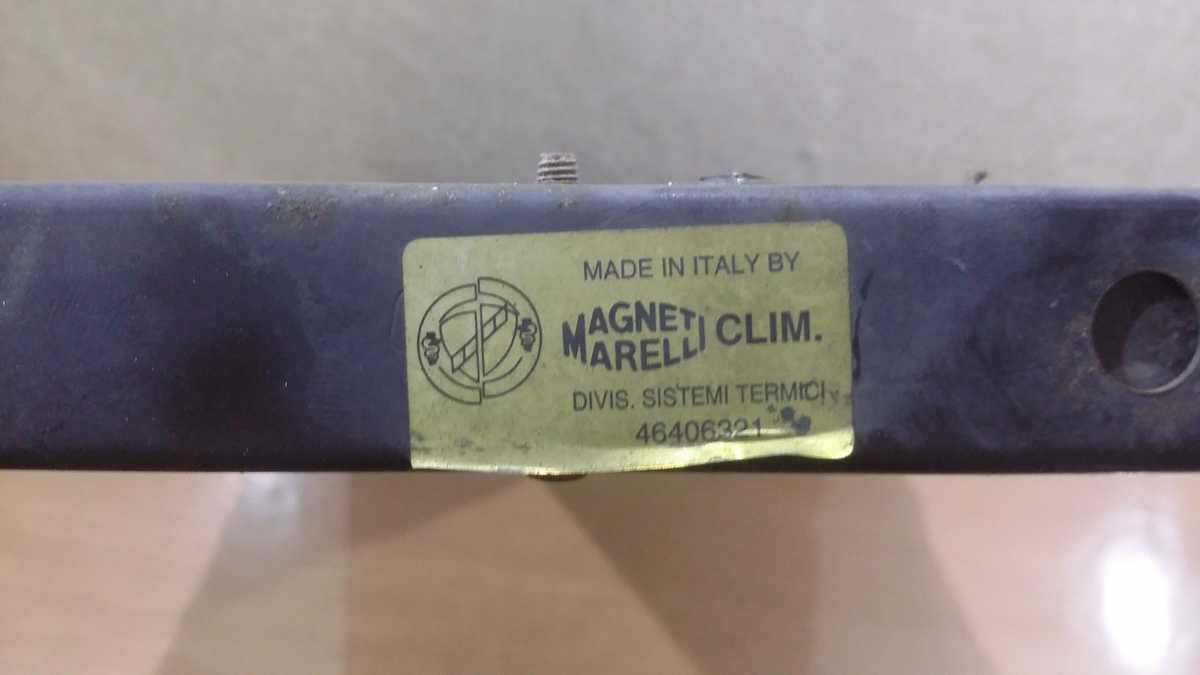 MADE IN ITALY BY
MAGNETI MARELLI CLIM.
DIVIS. SISTEMI TERMICI
46406321